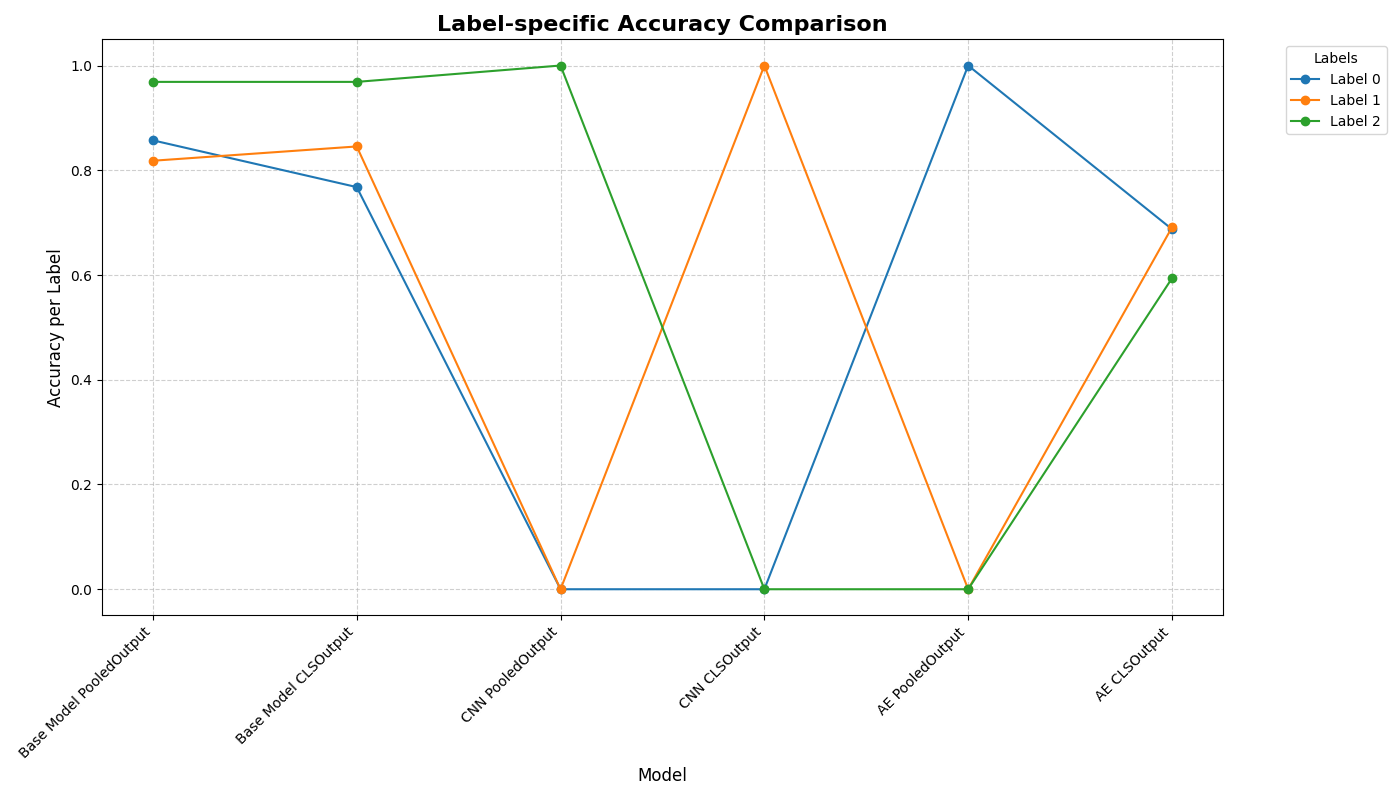 Label-specific Accuracy Comparison
Labels
Label 0
Label 1
Label 2
Accuracy per Label
1.0
0.8
0.6
0.4
0.2
0.0
Base Model PooledOutput
Base Model CLSOutput
CNN PooledOutput
CNN CLSOutput
AE PooledOutput
AE CLSOutput
Model